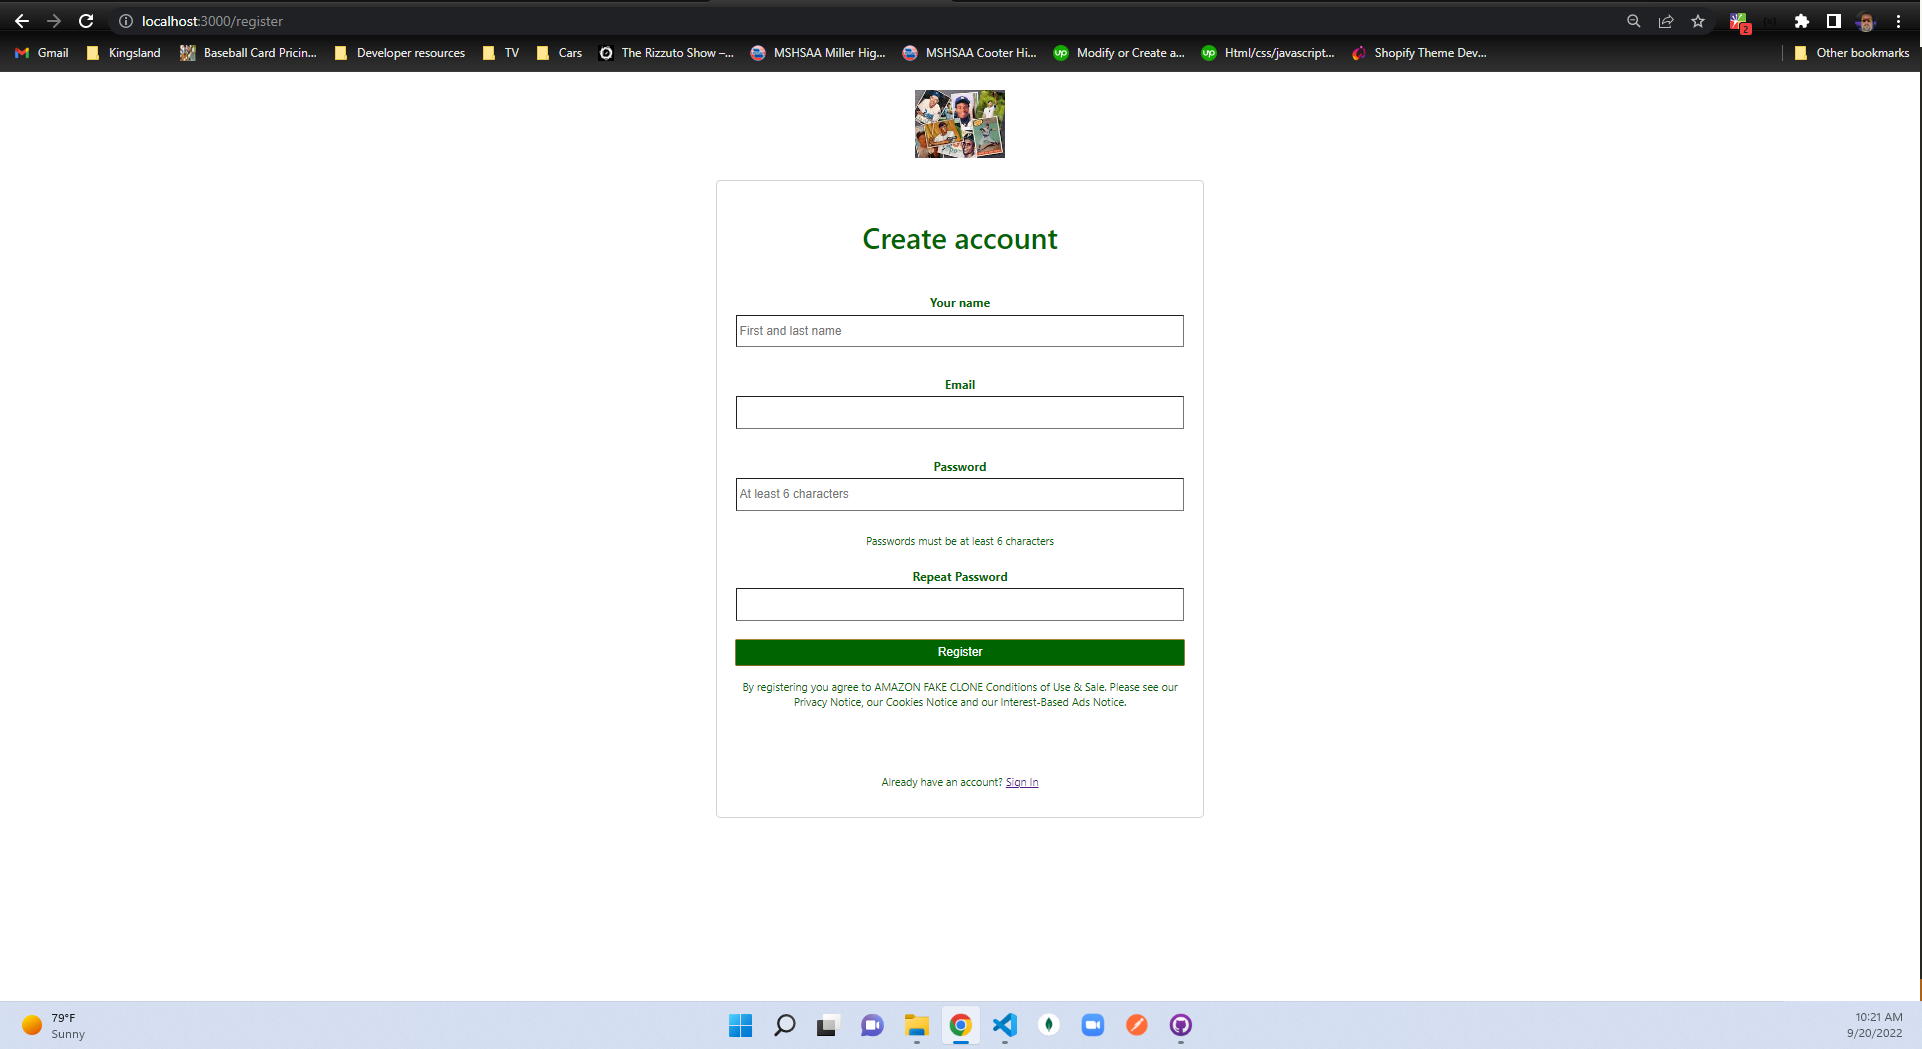 localhost:3000/register
2
Gmail Kingsland Baseball Card Pricin... Developer resources TV Cars The Rizzuto Show –... MSHSAA Miller Hig... MSHSAA Cooter Hi... up Modify or Create a... up Html/css/javascript... Shopify Theme Dev... Other bookmarks
Create account
Your name
First and last name
Email
Password
At least 6 characters
Passwords must be at least 6 characters
Repeat Password
Register
By registering you agree to AMAZON FAKE CLONE Conditions of Use & Sale. Please see our
Privacy Notice, our Cookies Notice and our Interest-Based Ads Notice.
Already have an account? Sign In
79°F
Sunny
10:21 AM
9/20/2022